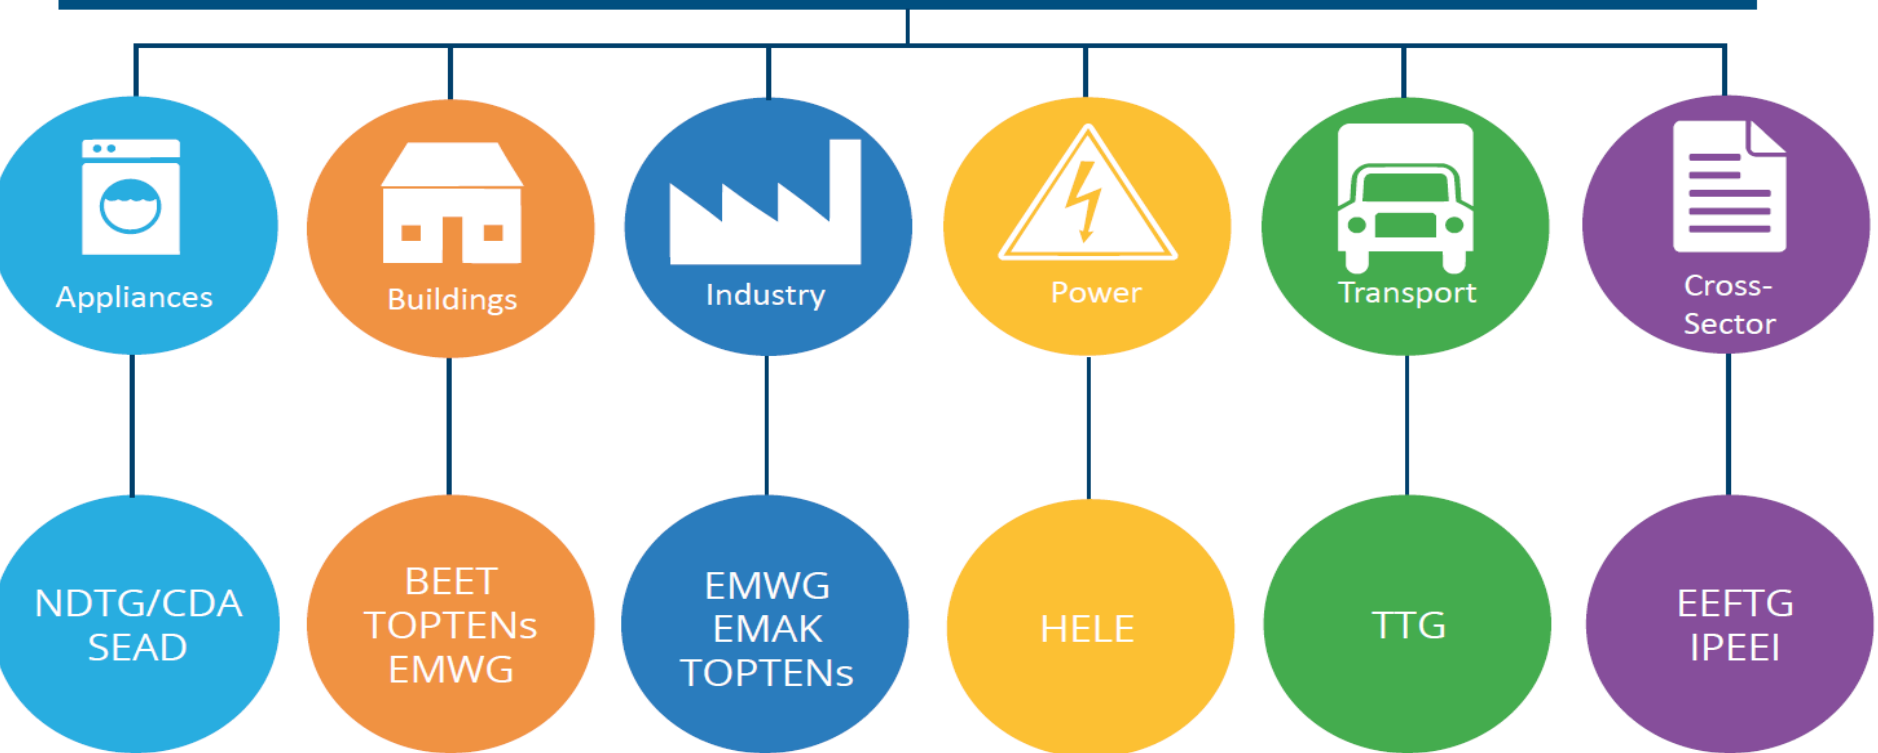 Appliances
Buildings
Industry
Power
Transport
Cross-
Sector
NDTG/CDA
SEAD
BEET
TOPTENs
EMWG
EMWG
EMAK
TOPTENs
HELE
TTG
EEFTG
IPEEI